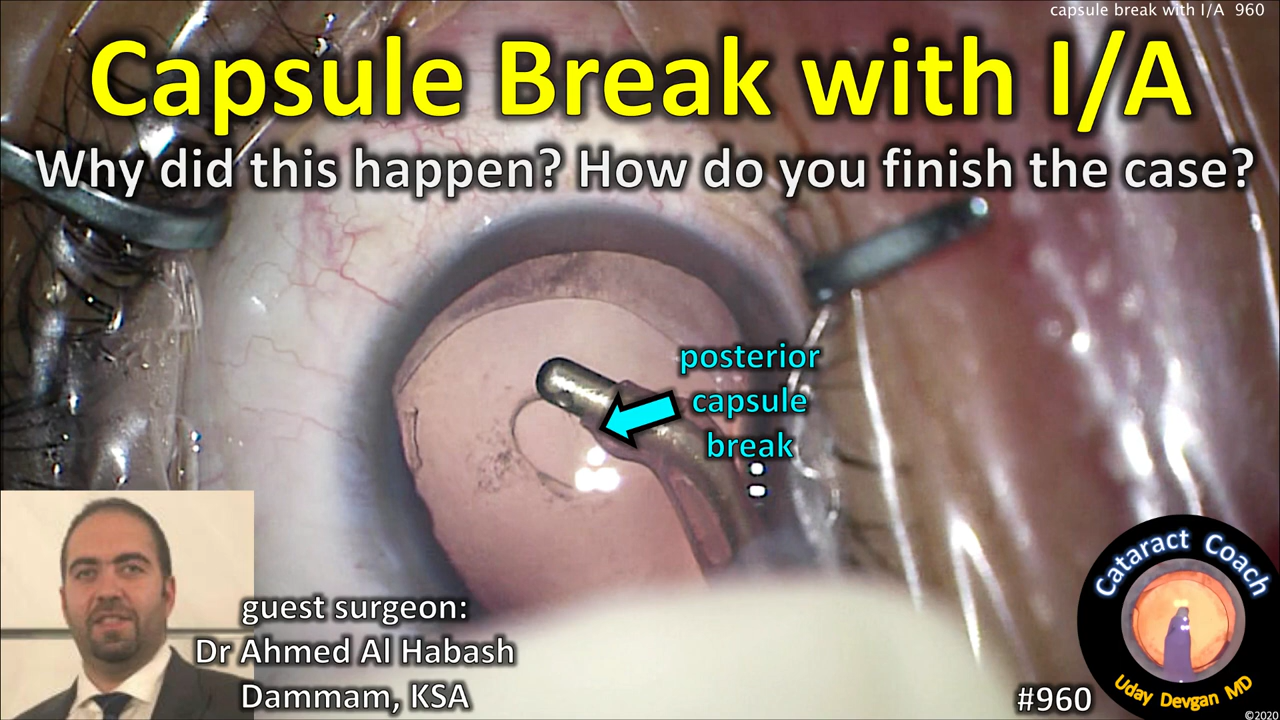 capsule break with I/A 960
Capsule Break with I/A
Why did this happen? How do you finish the case?
posterior
capsule
break
guest surgeon:
Dr Ahmed Al Habash
Dammam, KSA
Cataract Coach
Uday Devgan MD
#960
©2020